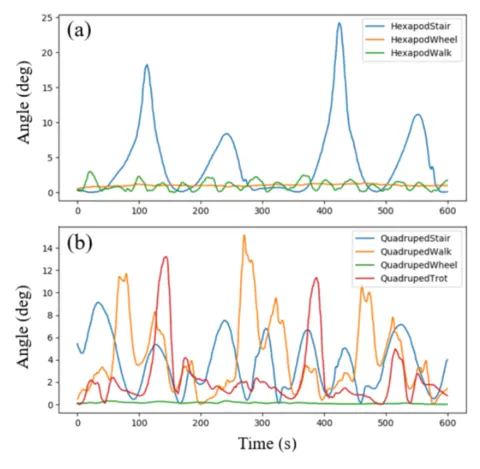 (a)
HexapodStair
HexapodWheel
HexapodWalk
Angle (deg)
25
20
15
10
5
0
0 100 200 300 400 500 600
(b)
QuadrupedStair
QuadrupedWalk
QuadrupedWheel
QuadrupedTrot
Angle (deg)
14
12
10
8
6
4
2
0
0 100 200 300 400 500 600
Time (s)